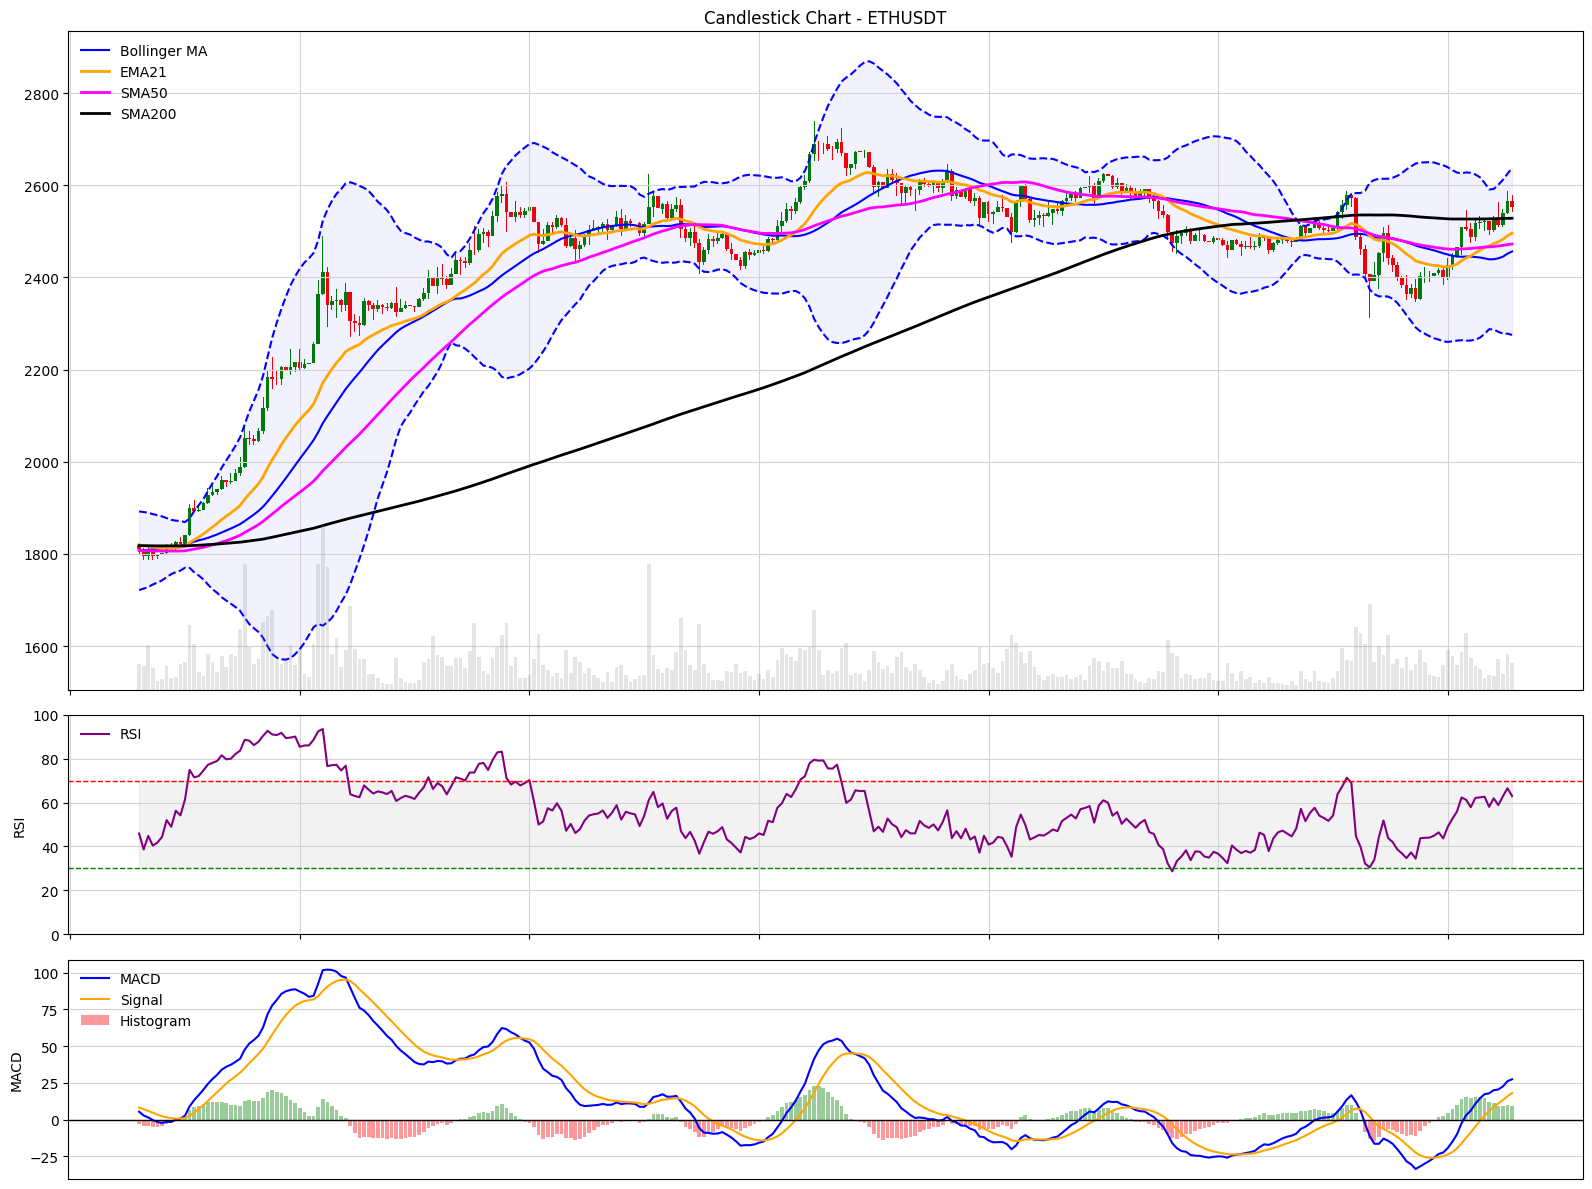 Candlestick Chart - ETHUSDT
Bollinger MA
EMA21
SMA50
SMA200
2800
2600
2400
2200
2000
1800
1600
RSI
100
80
60
40
20
0
RSI
MACD
Signal
Histogram
100
75
50
25
0
−25
MACD